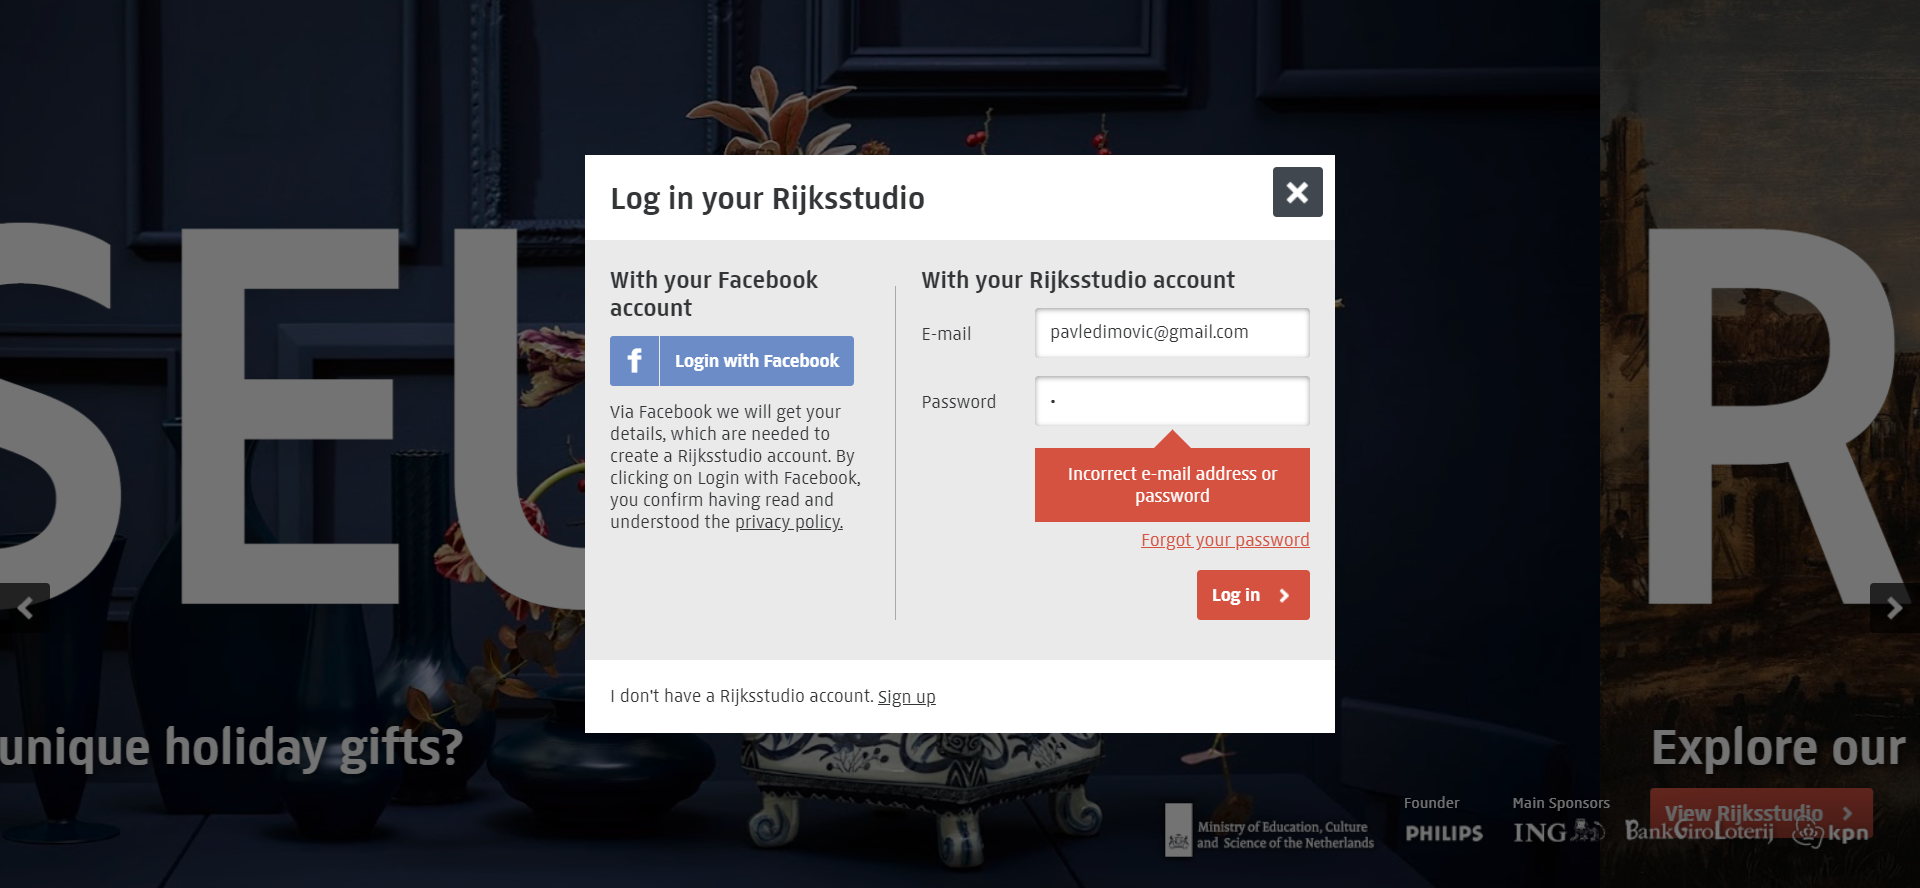 SEU
R
unique holiday gifts?
Log in your Rijksstudio
With your Facebook
account
Login with Facebook
Via Facebook we will get your
details, which are needed to
create a Rijksstudio account. By
clicking on Login with Facebook,
you confirm having read and
understood the privacy policy.
With your Rijksstudio account
E-mail
pavledimovic@gmail.com
Password
Incorrect e-mail address or
password
Forgot your password
Log in
I don't have a Rijksstudio account. Sign up
Explore our
View Rijksstudio
Ministry of Education, Culture
and Science of the Netherlands
Founder
PHILIPS
Main Sponsors
ING
BankGiroLoterij
kpn